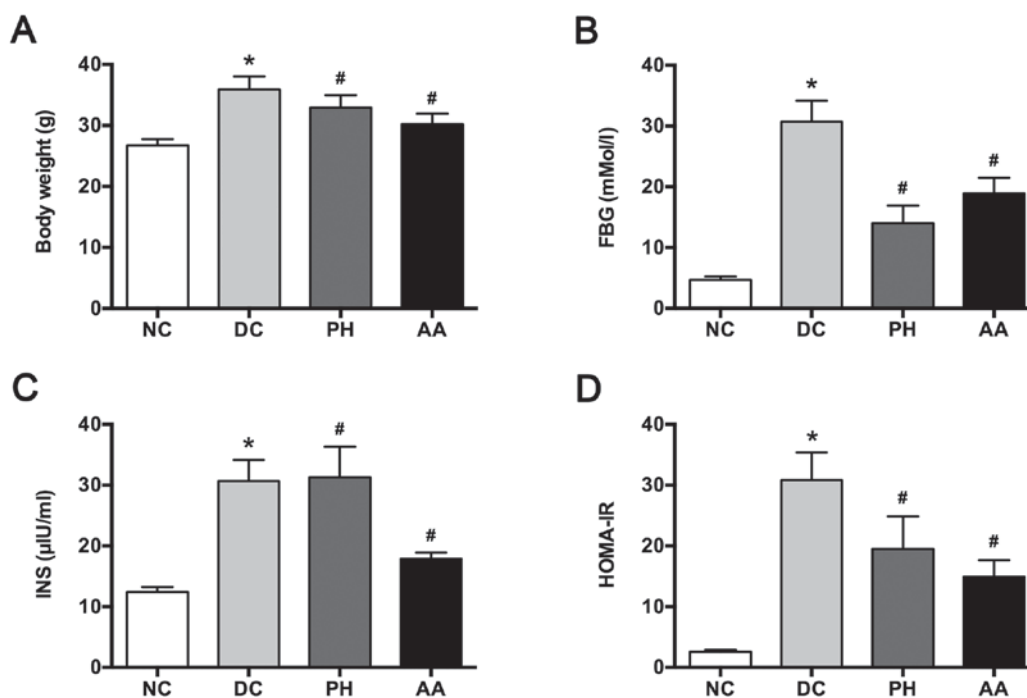 A
Body weight (g)
40
30
20
10
0
*
#
#
NC DC PH AA
B
FBG (mMol/l)
40
30
20
10
0
*
#
#
NC DC PH AA
C
INS (µIU/ml)
40
30
20
10
0
*
#
#
NC DC PH AA
D
HOMA-IR
40
30
20
10
0
*
#
#
NC DC PH AA